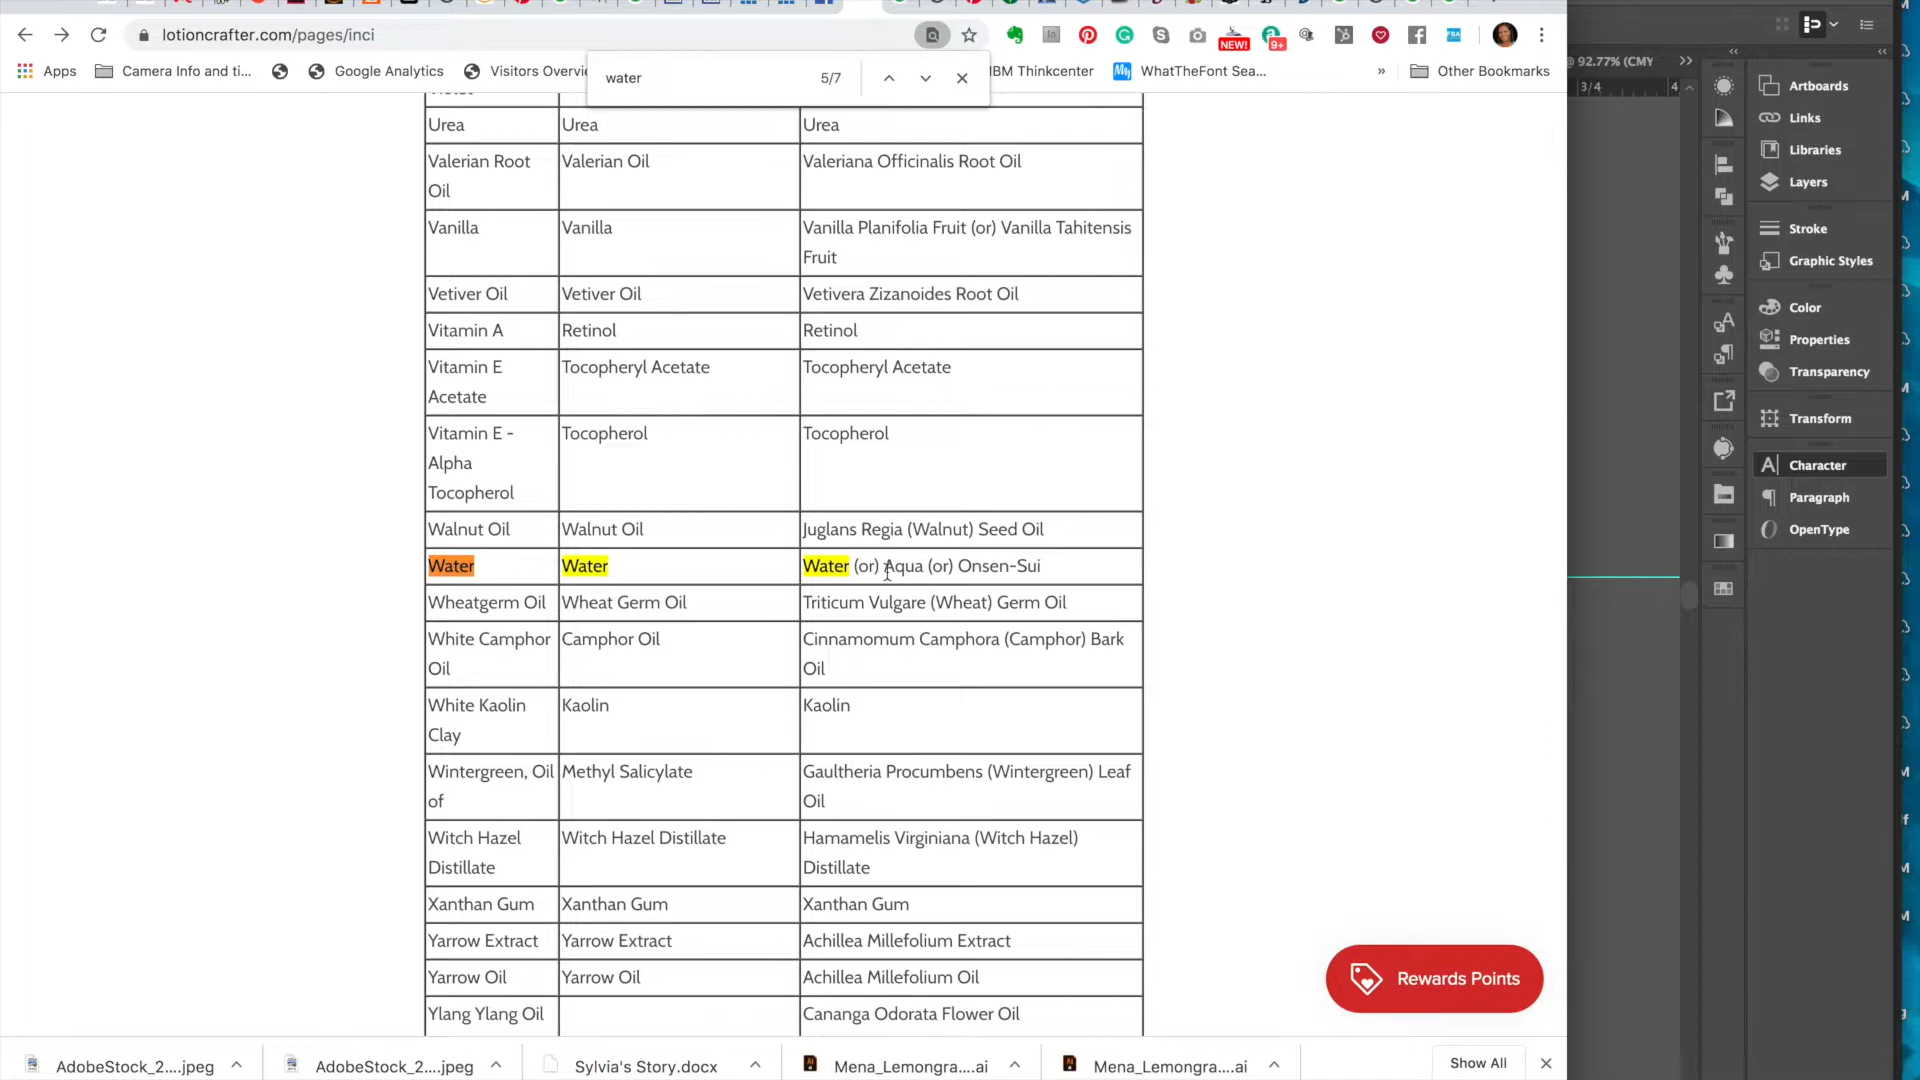 lotioncrafter.com/pages/inci
NEW!
9+
In
FBA
Apps
Camera Info and ti...
Google Analytics
Visitors Overvie
water
5/7
IBM Thinkcenter
WhatTheFont Sea...
»
Other Bookmarks
Urea Urea Urea
Valerian Root Valerian Oil Valeriana Officinalis Root Oil
Oil
Vanilla Vanilla Vanilla Planifolia Fruit (or) Vanilla Tahitensis
Fruit
Vetiver Oil Vetiver Oil Vetivera Zizanoides Root Oil
Vitamin A Retinol Retinol
Vitamin E Tocopheryl Acetate Tocopheryl Acetate
Acetate
Vitamin E - Tocopherol Tocopherol
Alpha
Tocopherol
Walnut Oil Walnut Oil Juglans Regia (Walnut) Seed Oil
Water Water Water (or) Aqua (or) Onsen-Sui
Wheatgerm Oil Wheat Germ Oil Triticum Vulgare (Wheat) Germ Oil
White Camphor Camphor Oil Cinnamomum Camphora (Camphor) Bark
Oil Oil
White Kaolin Kaolin Kaolin
Clay
Wintergreen, Oil Methyl Salicylate Gaultheria Procumbens (Wintergreen) Leaf
of Oil
Witch Hazel Witch Hazel Distillate Hamamelis Virginiana (Witch Hazel)
Distillate Distillate
Xanthan Gum Xanthan Gum Xanthan Gum
Yarrow Extract Yarrow Extract Achillea Millefolium Extract
Yarrow Oil Yarrow Oil Achillea Millefolium Oil
Ylang Ylang Oil Cananga Odorata Flower Oil
Rewards Points
AdobeStock_2....jpeg
AdobeStock_2....jpeg
Sylvia's Story.docx
Mena_Lemongra....ai
Mena_Lemongra....ai
Show All
@ 92.77% (CMY
3/4 4
Artboards
Links
Libraries
Layers
Stroke
Graphic Styles
Color
Properties
Transparency
Transform
Character
Paragraph
OpenType